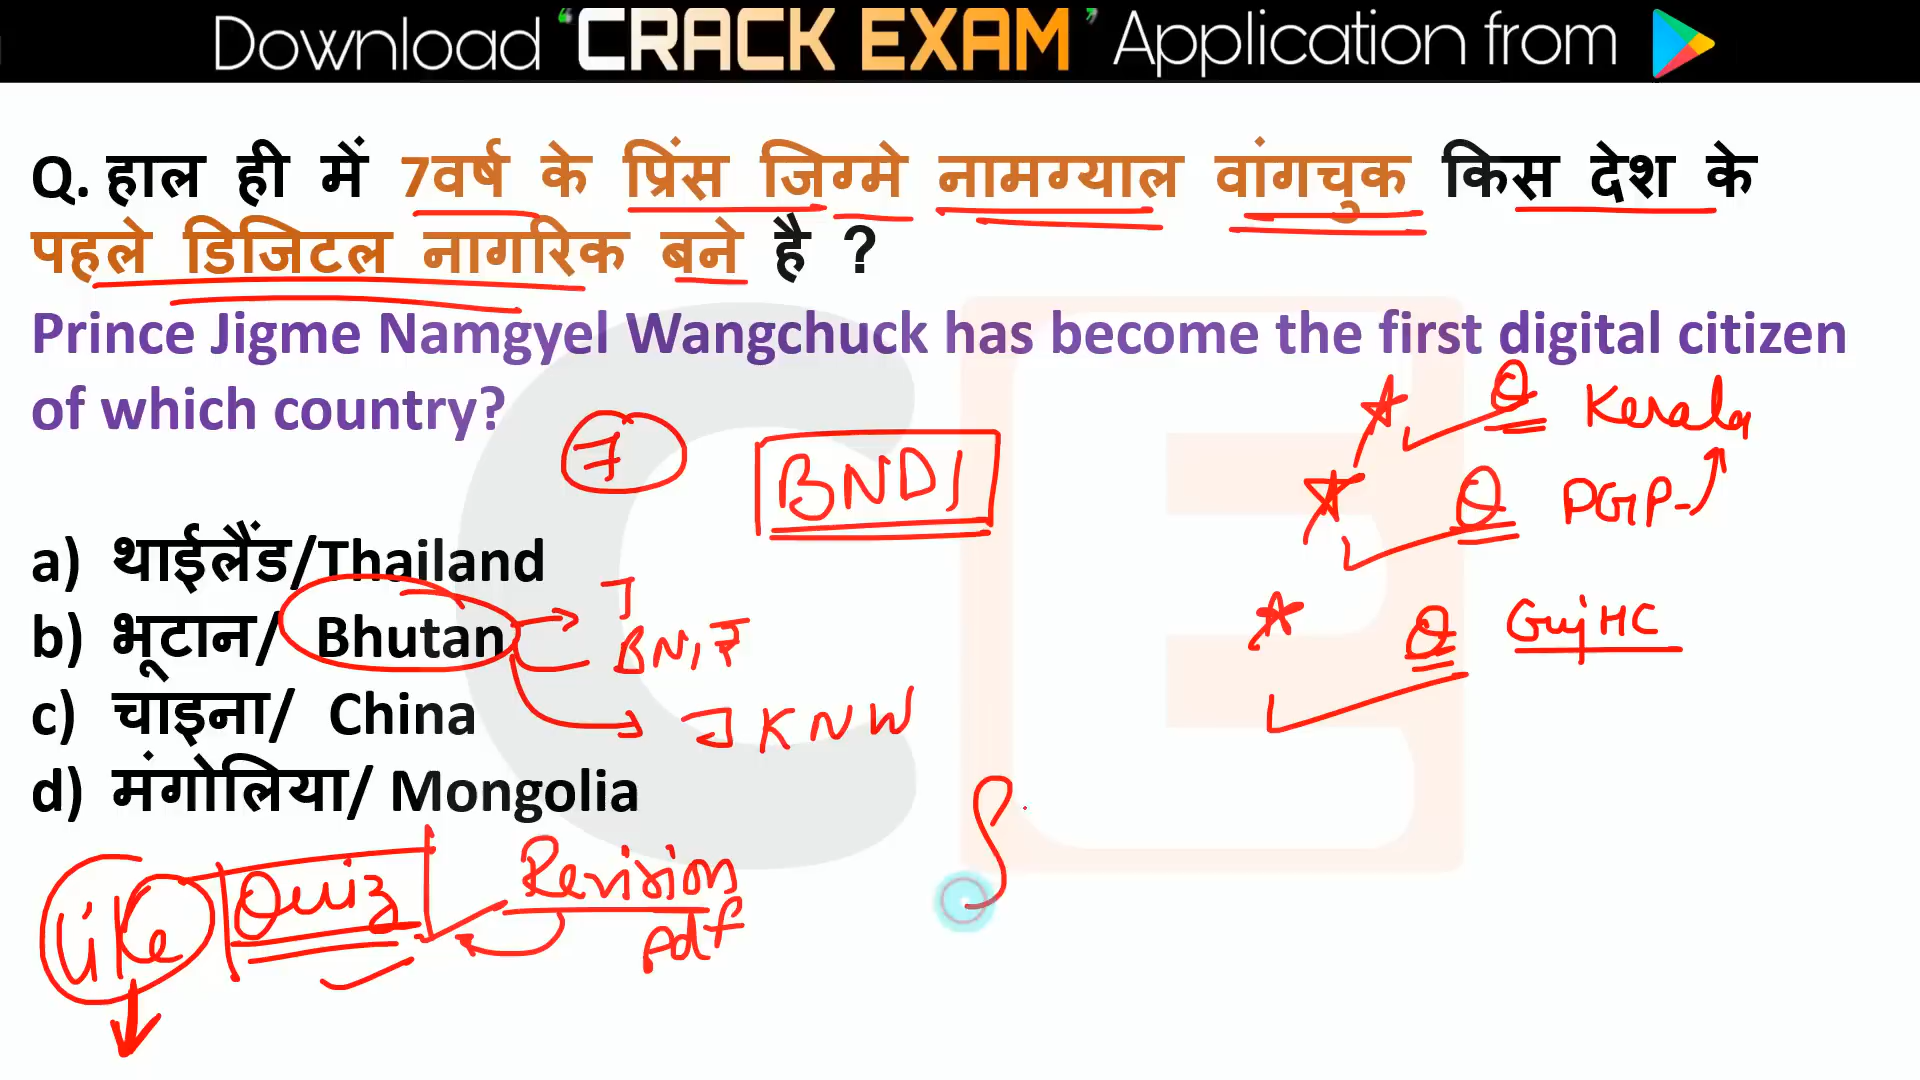 Download “CRACK EXAM” Application from
Q. हाल ही में 7वर्ष के प्रिंस जिग्मे नामग्याल वांगचुक किस देश के
पहले डिजिटल नागरिक बने है ?
Prince Jigme Namgyel Wangchuck has become the first digital citizen
of which country?
7
BNDI
Q Kerala
Q DGP
Q Guj HC
a) थाईलैंड/Thailand
b) भूटान/ Bhutan
c) चाइना/ China
JKNW
d) मंगोलिया/ Mongolia
Like Quiz Revision
Pdf